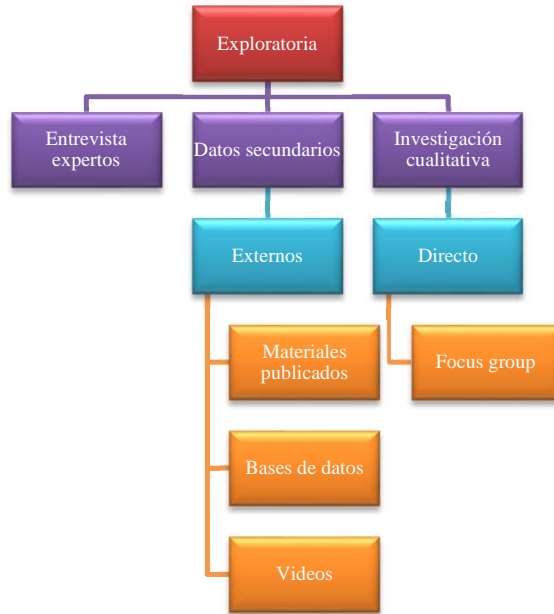 Exploratoria
Entrevista
expertos
Datos secundarios
Investigación
cualitativa
Externos
Directo
Materiales
publicados
Focus group
Bases de datos
Videos